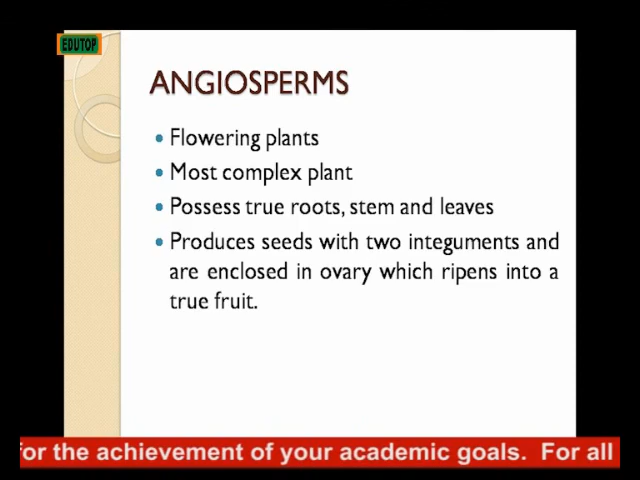 EDUTOP
ANGIOSPERMS
• Flowering plants
• Most complex plant
• Possess true roots, stem and leaves
• Produces seeds with two integuments and
are enclosed in ovary which ripens into a
true fruit.
for the achievement of your academic goals. For all